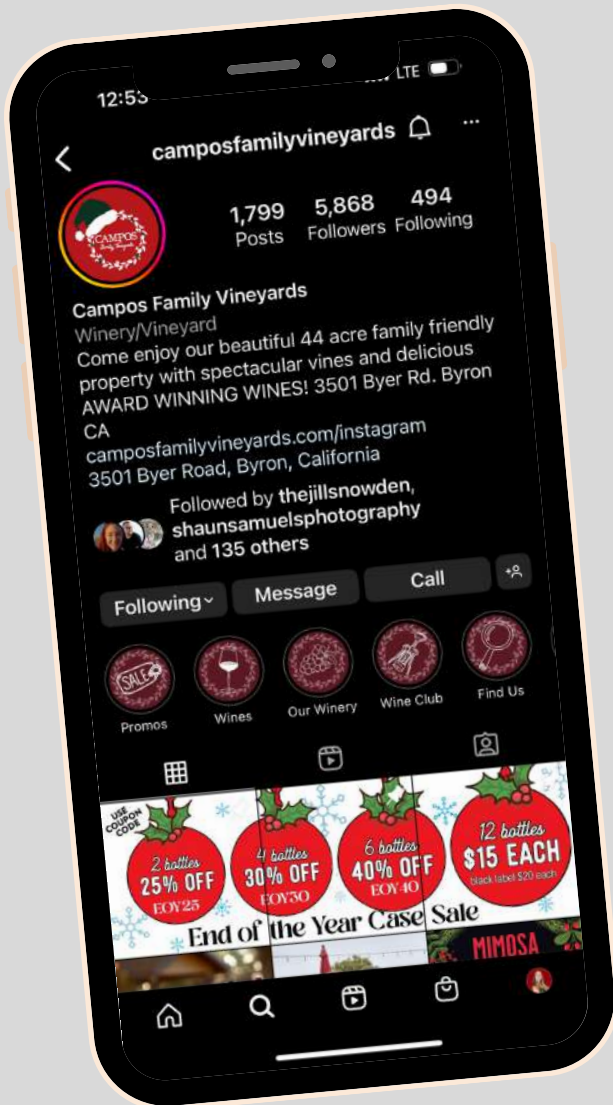 12:53
LTE
camposfamilyvineyards
CAMPOS
1,799 5,868 494
Posts Followers Following
Campos Family Vineyards
Winery/Vineyard
Come enjoy our beautiful 44 acre family friendly
property with spectacular vines and delicious
AWARD WINNING WINES! 3501 Byer Rd. Byron
CA
camposfamilyvineyards.com/instagram
3501 Byer Road, Byron, California
Followed by thejillsnowden,
shaunsamuelsphotography
and 135 others
Following Message Call
SALE
Promos Wines Our Winery Wine Club Find Us
USE
COUPON
CODE
2 bottles
25% OFF
EOY25
4 bottles
30% OFF
EOY30
6 bottles
40% OFF
EOY40
12 bottles
$15 EACH
black label $20 each
End of the Year Case Sale
MIMOSA